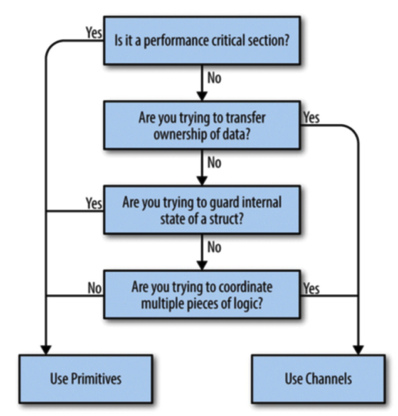 Yes
Is it a performance critical section?
No
Are you trying to transfer
ownership of data?
Yes
No
Yes
Are you trying to guard internal
state of a struct?
No
No
Are you trying to coordinate
multiple pieces of logic?
Yes
Use Primitives
Use Channels